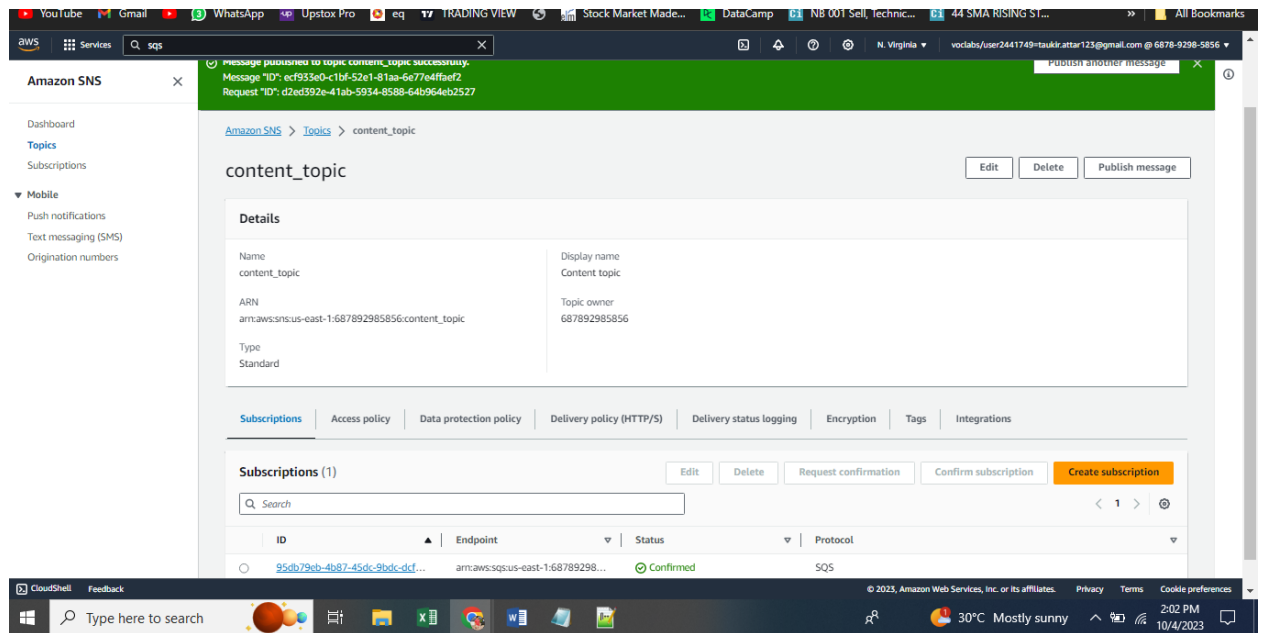 YouTube Gmail WhatsApp Upstox Pro eq TRADING VIEW Stock Market Made... DataCamp NB 001 Sell, Technic... 44 SMA RISING ST... » All Bookmarks
aws Services sqs N. Virginia ▼ voclabs/user2441749=taukir.attar123@gmail.com @ 6878-9298-5856 ▼
Amazon SNS
Message published to topic content_topic successfully.
Message "ID": ecf933e0-c1bf-52e1-81aa-6e77e4ffaef2
Request "ID": d2ed392e-41ab-5934-8588-64b964eb2527
Publish another message
Dashboard
Topics
Subscriptions
Mobile
Push notifications
Text messaging (SMS)
Origination numbers
Amazon SNS > Topics > content_topic
content_topic
Edit Delete Publish message
Details
Name
content_topic
ARN
arn:aws:sns:us-east-1:687892985856:content_topic
Type
Standard
Display name
Content topic
Topic owner
687892985856
Subscriptions Access policy Data protection policy Delivery policy (HTTP/S) Delivery status logging Encryption Tags Integrations
Subscriptions (1)
Edit Delete Request confirmation Confirm subscription Create subscription
Search
< 1 >
ID Endpoint Status Protocol
95db79eb-4b87-45dc-9bdc-dcf... arn:aws:sqs:us-east-1:68789298... Confirmed SQS
CloudShell Feedback © 2023, Amazon Web Services, Inc. or its affiliates. Privacy Terms Cookie preferences
Type here to search 30°C Mostly sunny 2:02 PM
10/4/2023